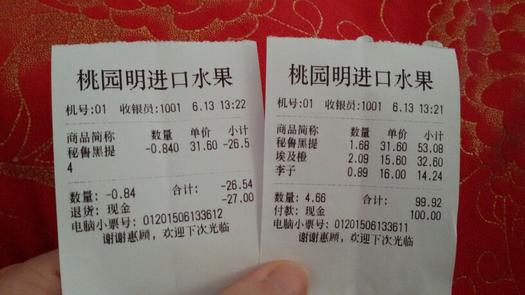 桃园明进口水果
机号:01 收银员:1001 6.13 13:22
商品简称 数量 单价 小计
秘鲁黑提 -0.840 31.60 -26.5
4
数量: -0.84 合计: -26.54
退货: 现金 -27.00
电脑小票号: 01201506133612
谢谢惠顾，欢迎下次光临
桃园明进口水果
机号:01 收银员:1001 6.13 13:21
商品简称 数量 单价 小计
秘鲁黑提 1.68 31.60 53.08
埃及橙 2.09 15.60 32.60
李子 0.89 16.00 14.24
数量: 4.66 合计: 99.92
付款: 现金 100.00
电脑小票号: 01201506133611
谢谢惠顾，欢迎下次光临